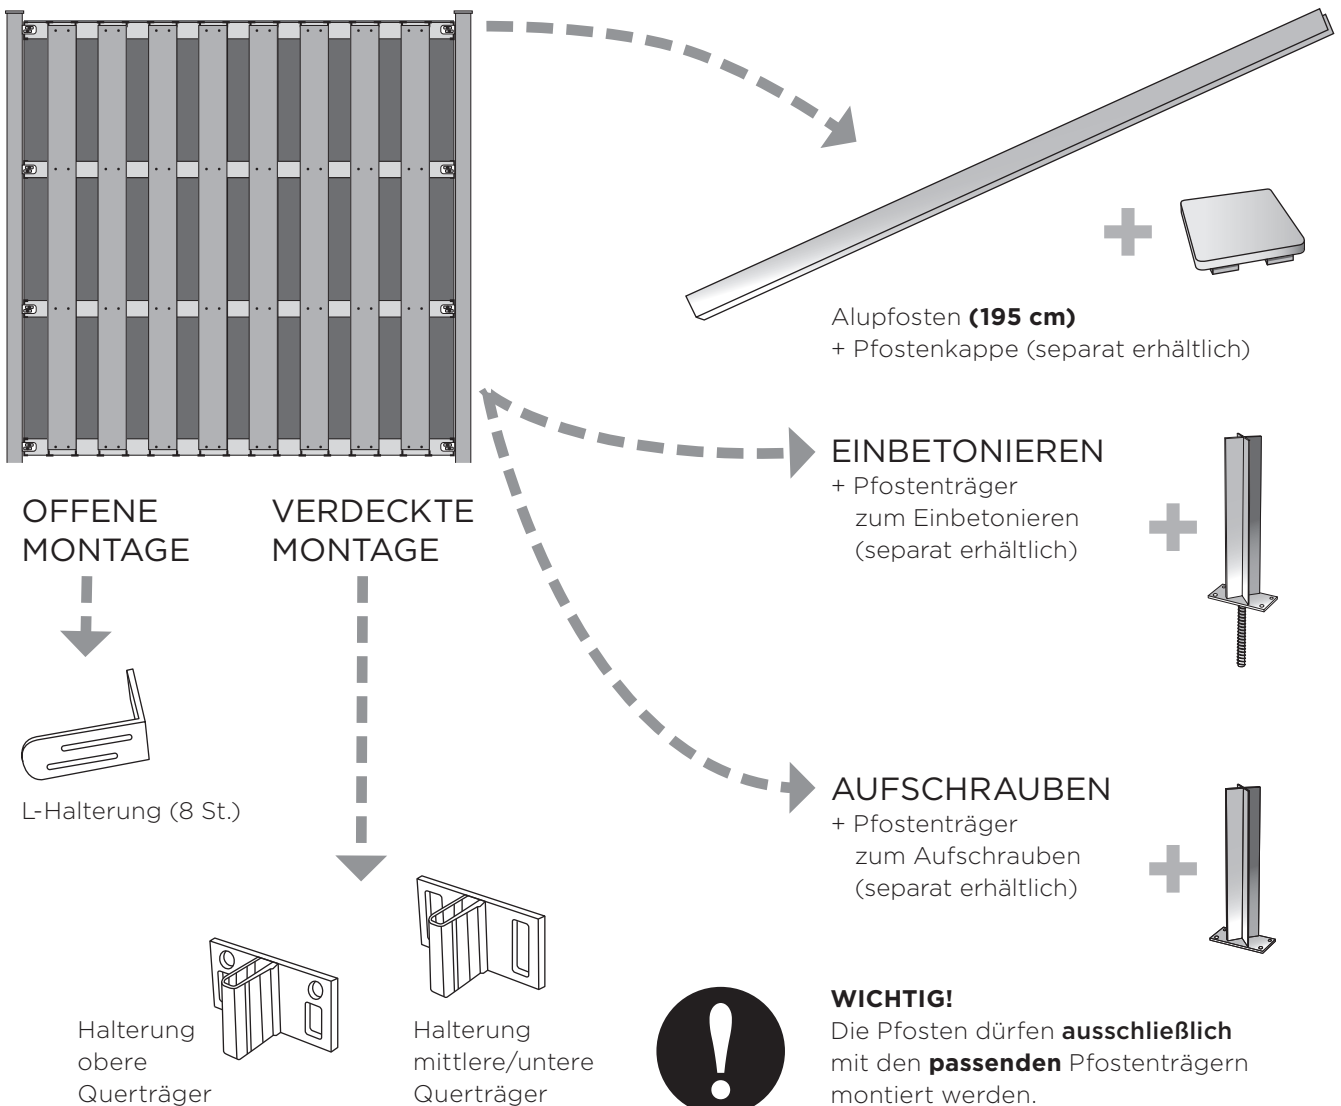 Alupfosten (195 cm)
+ Pfostenkappe (separat erhältlich)
EINBETONIEREN
+ Pfostenträger
zum Einbetonieren
(separat erhältlich)
OFFENE
MONTAGE
VERDECKTE
MONTAGE
L-Halterung (8 St.)
AUFSCHRAUBEN
+ Pfostenträger
zum Aufschrauben
(separat erhältlich)
Halterung
obere
Querträger
Halterung
mittlere/untere
Querträger
WICHTIG!
Die Pfosten dürfen ausschließlich
mit den passenden Pfostenträgern
montiert werden.